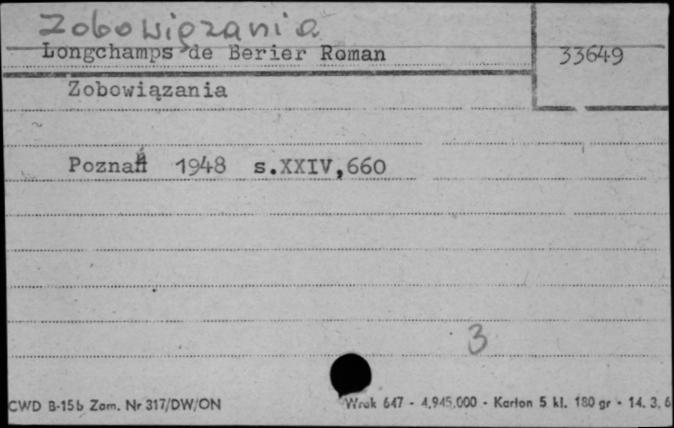 Zobowiązania
Longchamps de Berier Roman 33649
Zobowiązania
Poznań 1948 s.XXIV,660
3
CWD B-15b Zam. Nr 317/DW/ON Wrok 647 - 4,945,000 - Karton 5 kl. 180 gr - 14. 3. 6